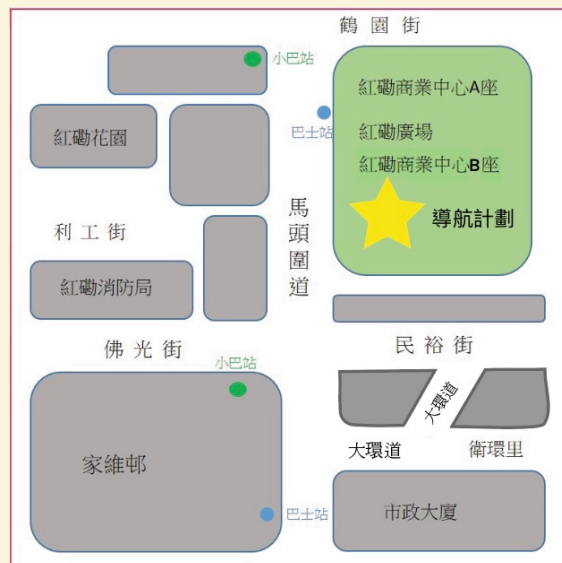 鶴園街
小巴站
紅磡商業中心A座
巴士站
紅磡廣場
紅磡花園
紅磡商業中心B座
馬頭圍道
導航計劃
利工街
紅磡消防局
佛光街
民裕街
小巴站
大環道
大環道
衛環里
家維邨
巴士站
市政大廈